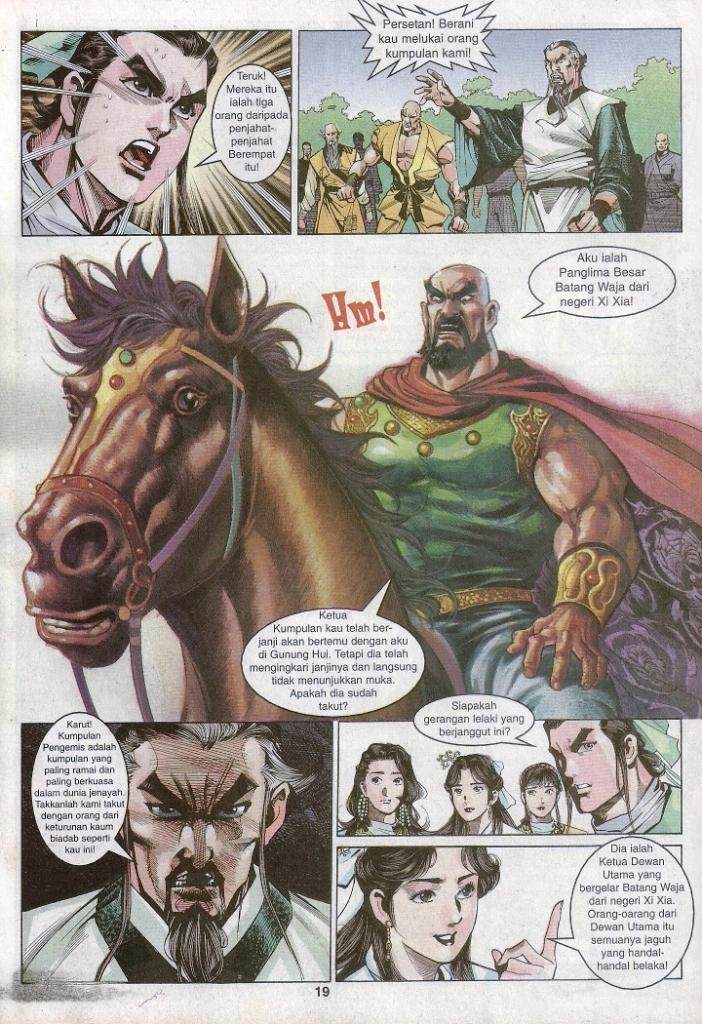 Teruk!
Mereka itu
ialah tiga
orang daripada
penjahat-
penjahat
Berempat
itu!
Persetan! Berani
kau melukai orang
kumpulan kami!
Hm!
Aku ialah
Panglima Besar
Batang Waja dari
negeri Xi Xia!
Ketua
Kumpulan kau telah ber-
janji akan bertemu dengan aku
di Gunung Hui. Tetapi dia telah
mengingkari janjinya dan langsung
tidak menunjukkan muka.
Apakah dia sudah
takut?
Karut!
Kumpulan
Pengemis adalah
kumpulan yang
paling ramai dan
paling berkuasa
dalam dunia jenayah.
Takkanlah kami takut
dengan orang dari
keturunan kaum
biadab seperti
kau ini!
Siapakah
gerangan lelaki yang
berjanggut ini?
Dia ialah
Ketua Dewan
Utama yang
bergelar Batang Waja
dari negeri Xi Xia.
Orang-oarang dari
Dewan Utama itu
semuanya jaguh
yang handal-
handal belaka!
19